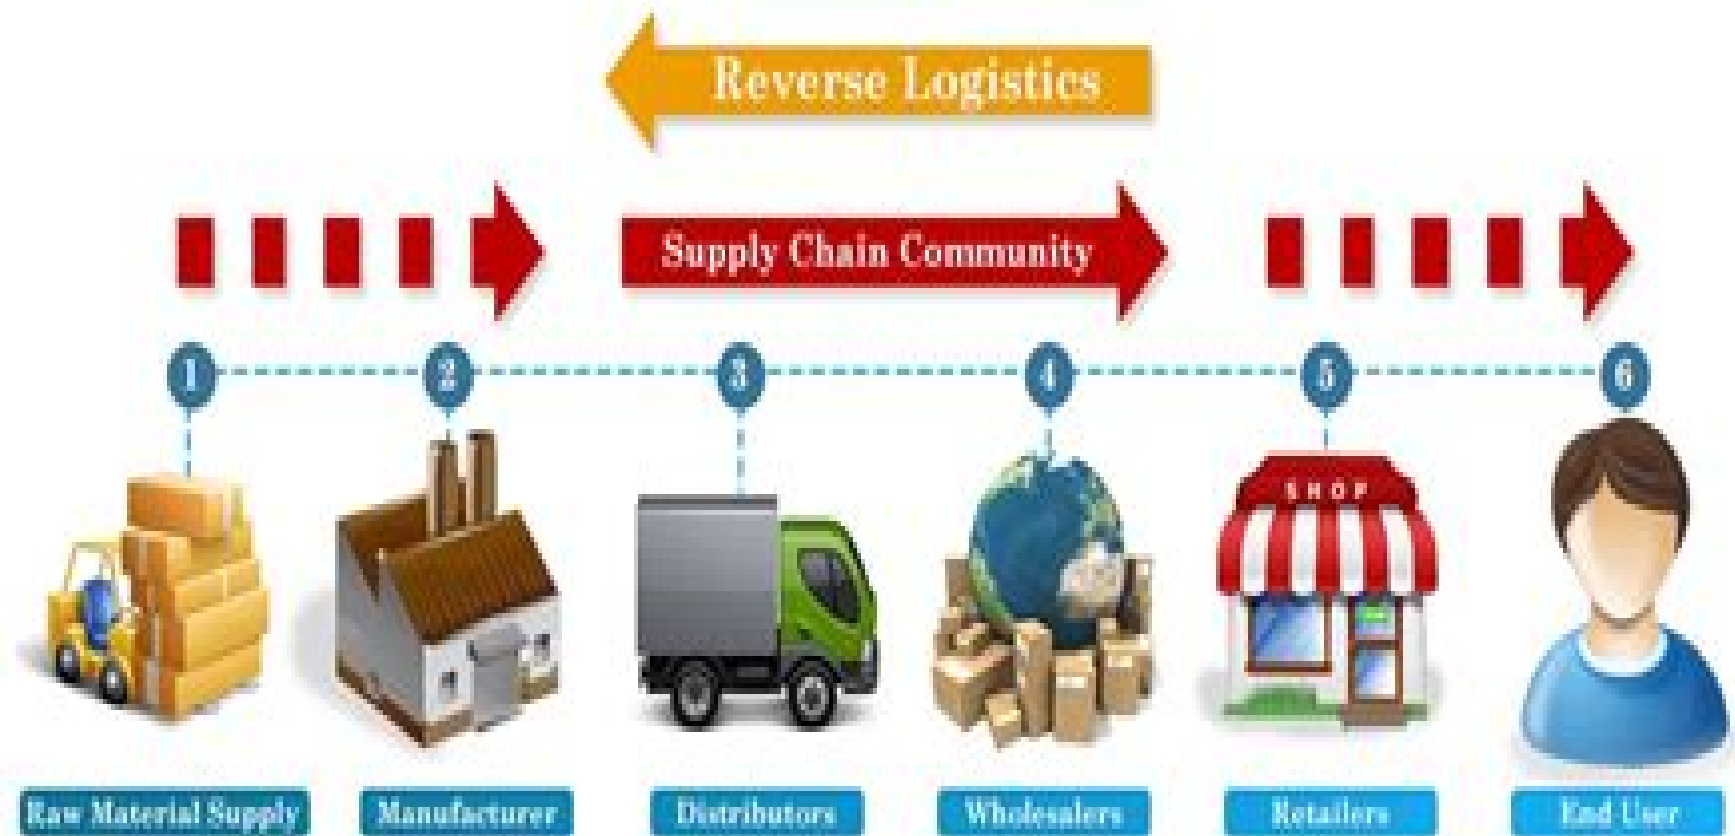 Reverse Logistics
Supply Chain Community
1 2 3 4 5 6
SHOP
Raw Material Supply
Manufacturer
Distributors
Wholesalers
Retailers
End User